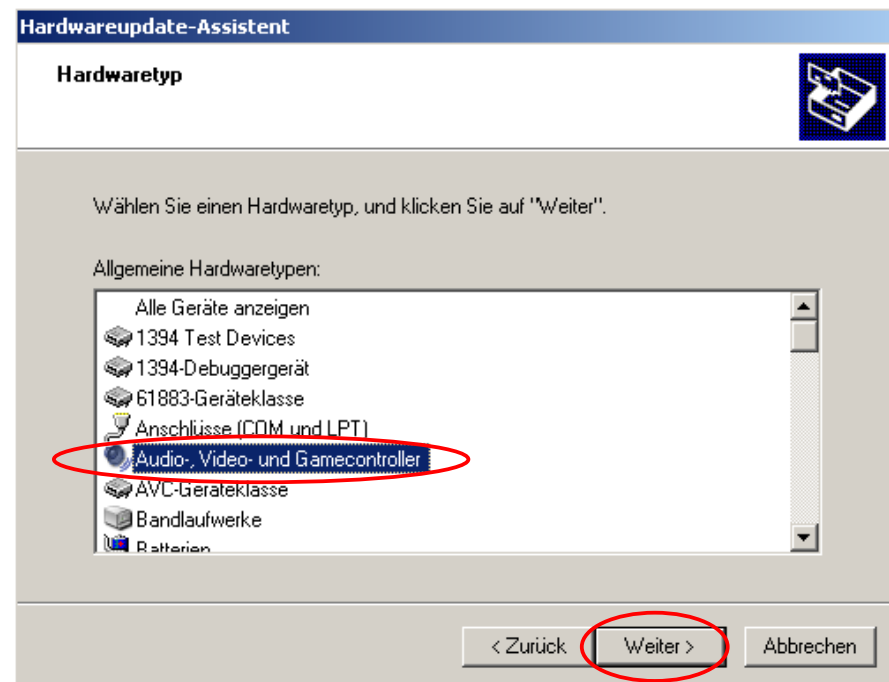 Hardwareupdate-Assistent
Hardwaretyp
Wählen Sie einen Hardwaretyp, und klicken Sie auf "Weiter".
Allgemeine Hardwaretypen:
Alle Geräte anzeigen
1394 Test Devices
1394-Debuggergerät
61883-Geräteklasse
Anschlüsse (COM und LPT)
Audio-, Video- und Gamecontroller
AVC-Geräteklasse
Bandlaufwerke
Batterien
< Zurück Weiter > Abbrechen